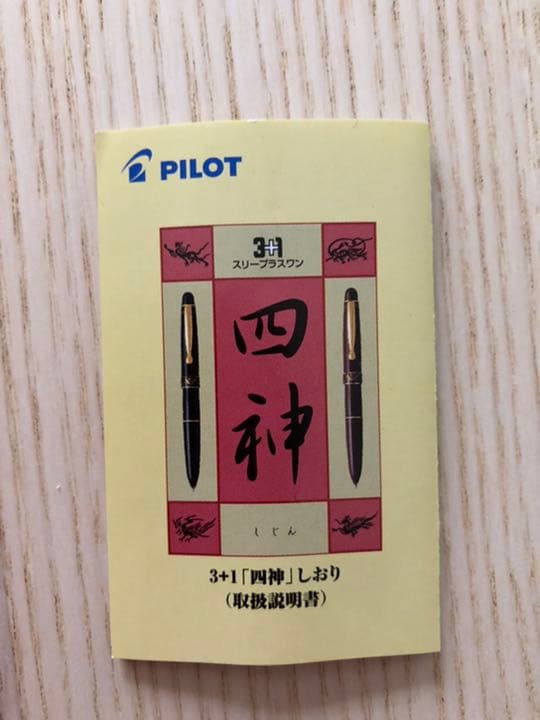 PILOT
3+1
スリープラスワン
四神
しじん
3+1「四神」しおり
(取扱説明書)